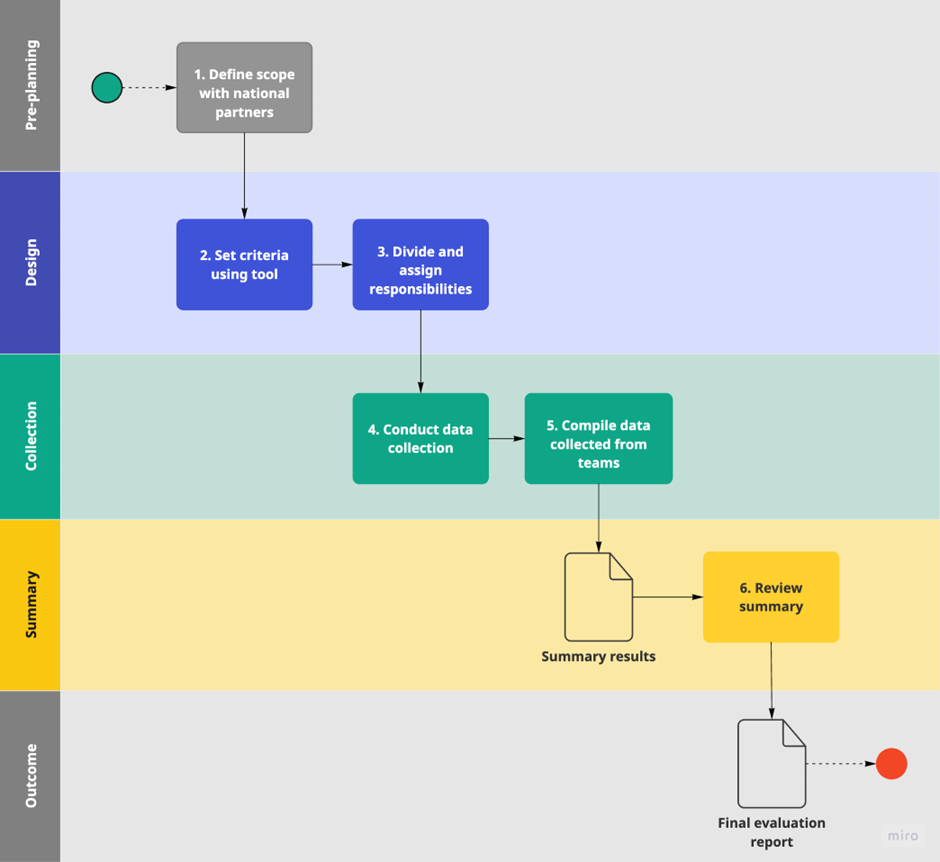 Pre-planning
1. Define scope
with national
partners
Design
2. Set criteria
using tool
3. Divide and
assign
responsibilities
Collection
4. Conduct data
collection
5. Compile data
collected from
teams
Summary
Summary results
6. Review
summary
Outcome
Final evaluation
report
miro